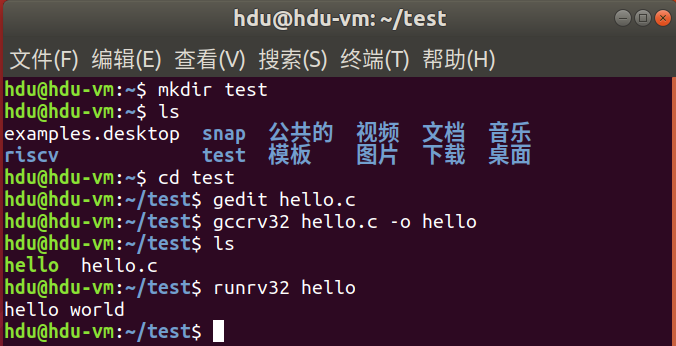 hdu@hdu-vm: ~/test
文件(F) 编辑(E) 查看(V) 搜索(S) 终端(T) 帮助(H)
hdu@hdu-vm:~$ mkdir test
hdu@hdu-vm:~$ ls
examples.desktop snap 公共的 视频 文档 音乐
riscv test 模板 图片 下载 桌面
hdu@hdu-vm:~$ cd test
hdu@hdu-vm:~/test$ gedit hello.c
hdu@hdu-vm:~/test$ gccrv32 hello.c -o hello
hdu@hdu-vm:~/test$ ls
hello hello.c
hdu@hdu-vm:~/test$ runrv32 hello
hello world
hdu@hdu-vm:~/test$